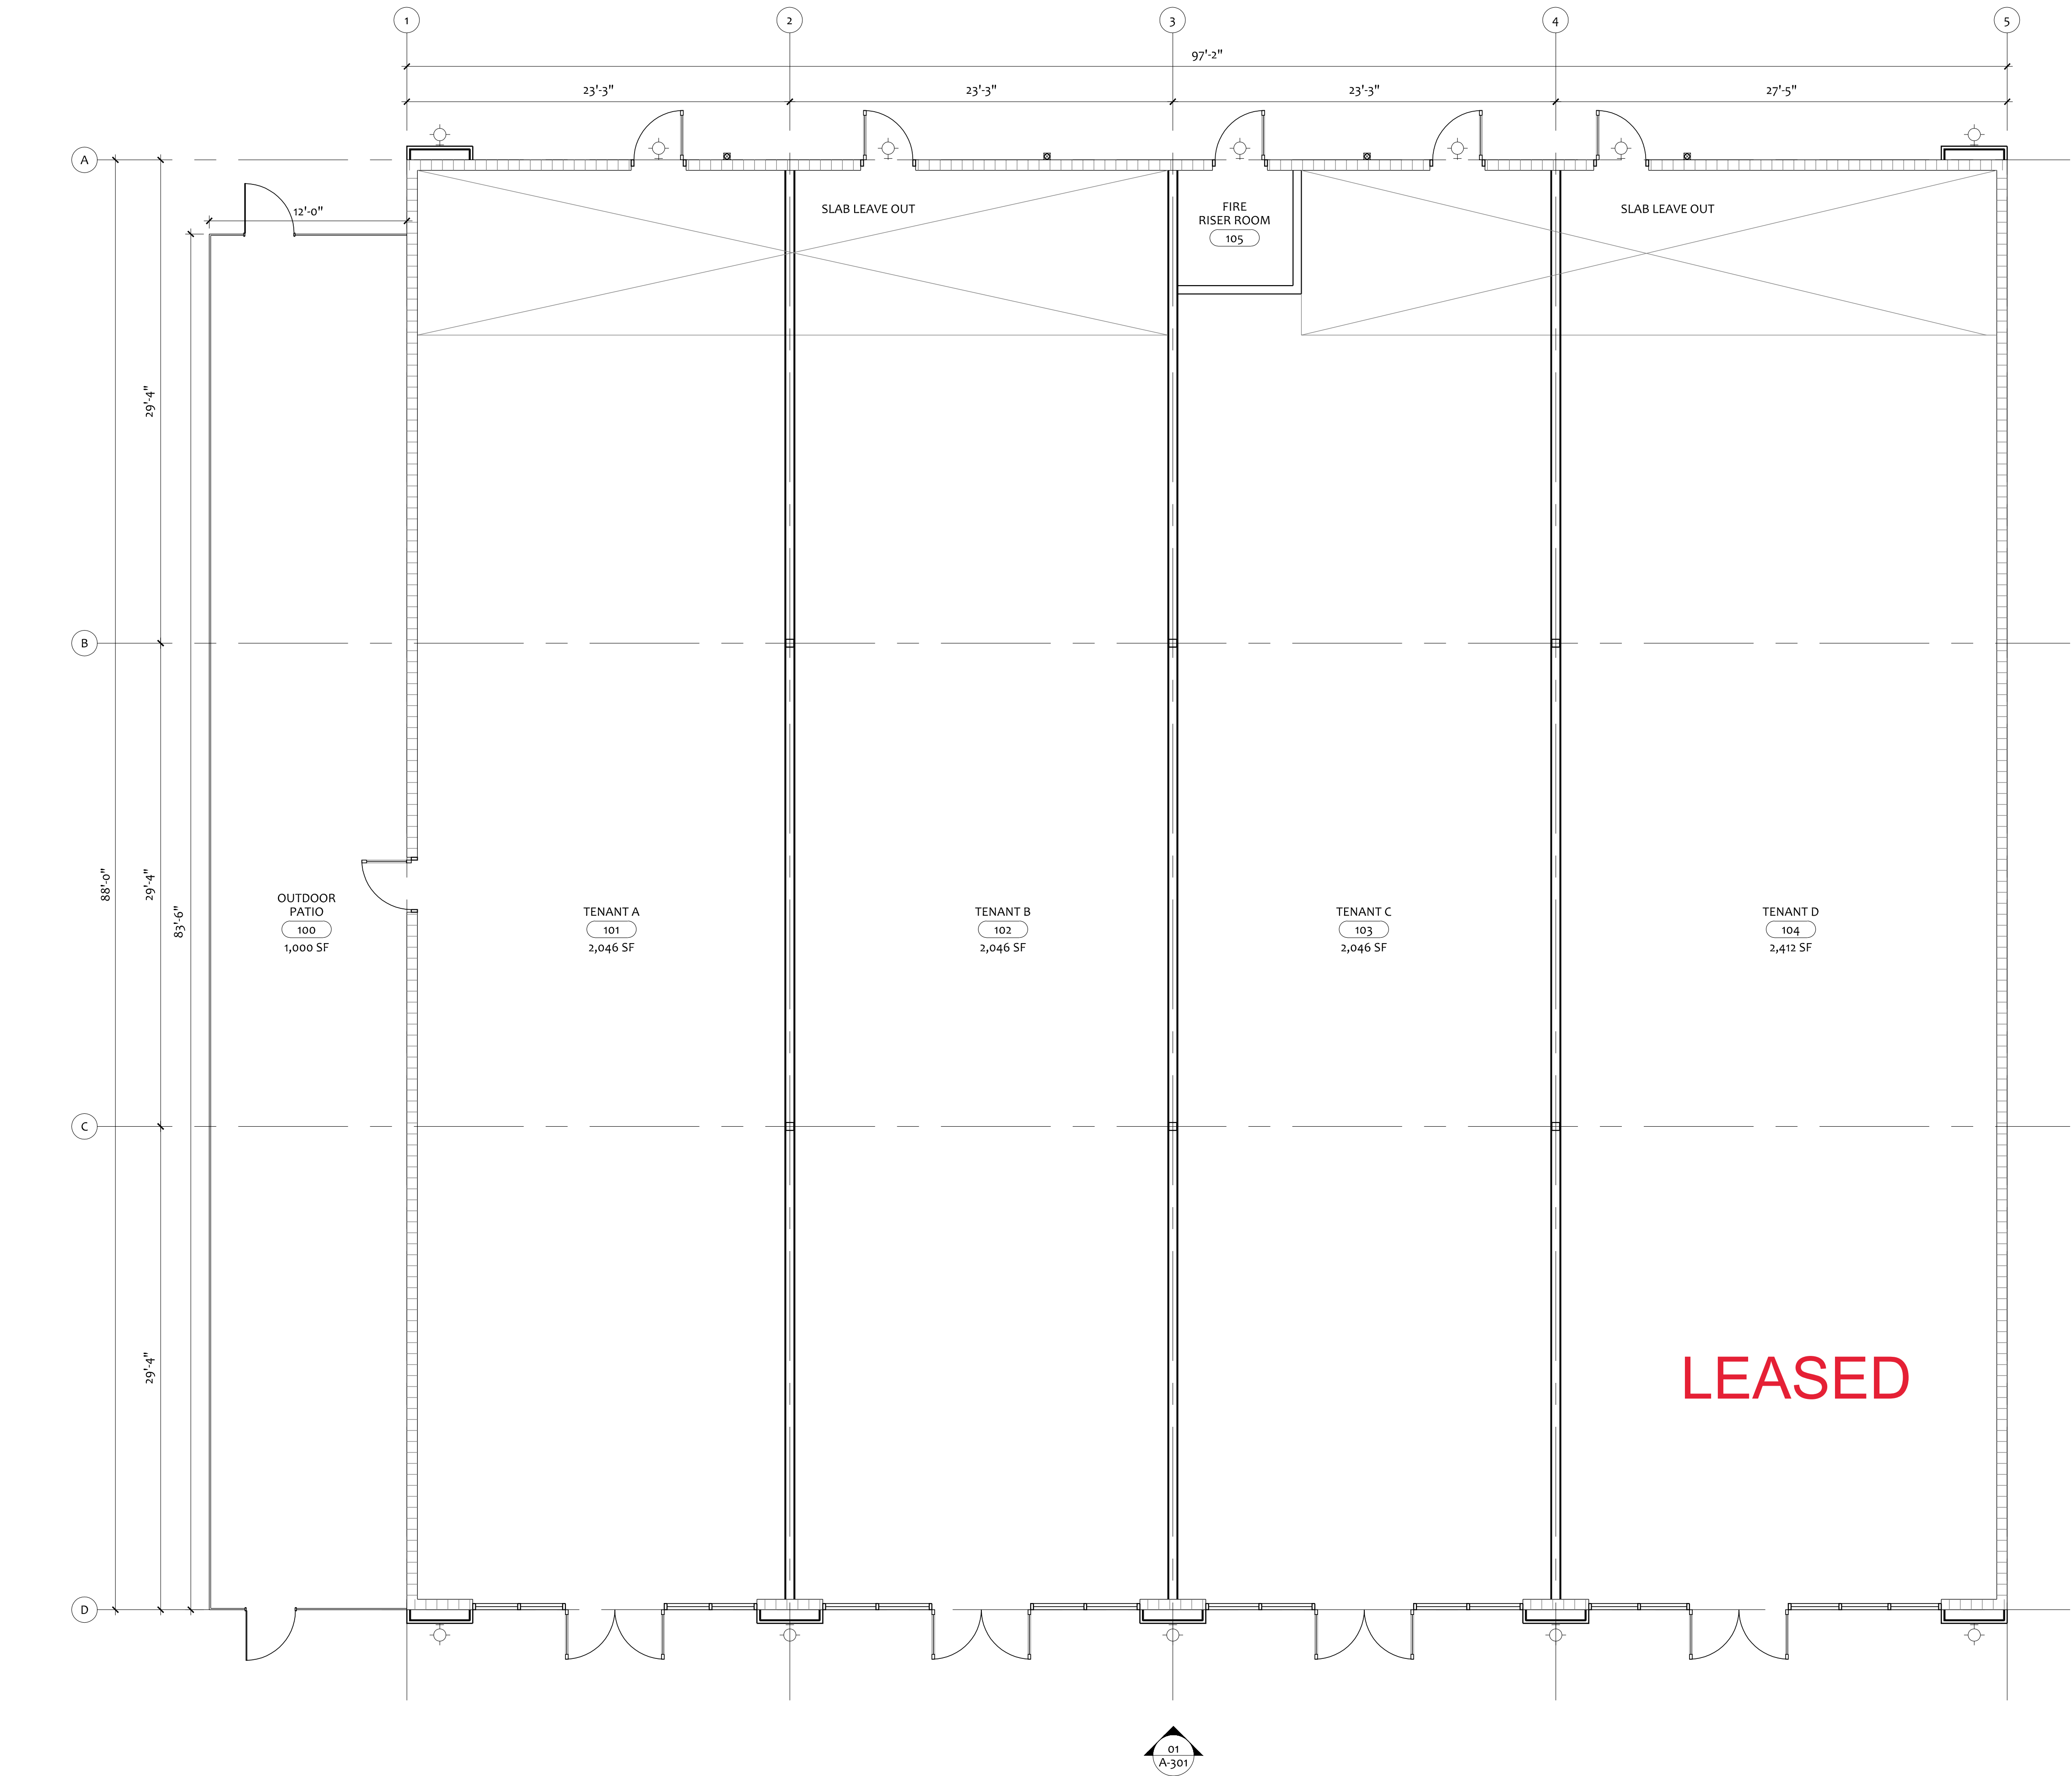 1
2
3
4
5
97'-2"
23'-3"
23'-3"
23'-3"
27'-5"
A
12'-0"
SLAB LEAVE OUT
FIRE
RISER ROOM
105
SLAB LEAVE OUT
29'-4"
B
88'-0"
29'-4"
83'-6"
OUTDOOR
PATIO
100
1,000 SF
TENANT A
101
2,046 SF
TENANT B
102
2,046 SF
TENANT C
103
2,046 SF
TENANT D
104
2,412 SF
C
29'-4"
LEASED
D
01
A-301